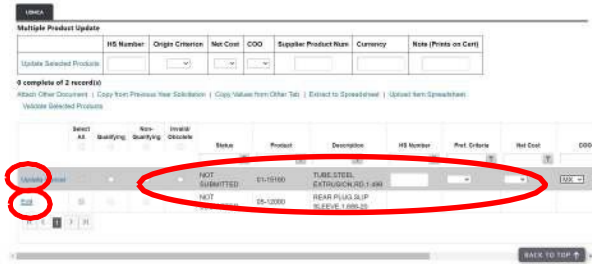 USMCA
Multiple Product Update
HS Number Origin Criterion Net Cost COO Supplier Product Num Currency Note (Prints on Cert)
Update Selected Products
0 complete of 2 record(s)
Attach Other Document | Copy from Previous Year Solicitation | Copy Values from Other Tab | Extract to Spreadsheet | Upload Item Spreadsheet
Validate Selected Products
Select All Qualifying Non-Qualifying Invalid/Obsolete Status Product Description HS Number Pref. Criteria Net Cost COO
Update NOT SUBMITTED 01-15160 TUBE,STEEL, EXTRUSION,RD,1.499 MX
Edit NOT 05-12000 REAR PLUG,SLIP SLEEVE,1.689-20
1
BACK TO TOP